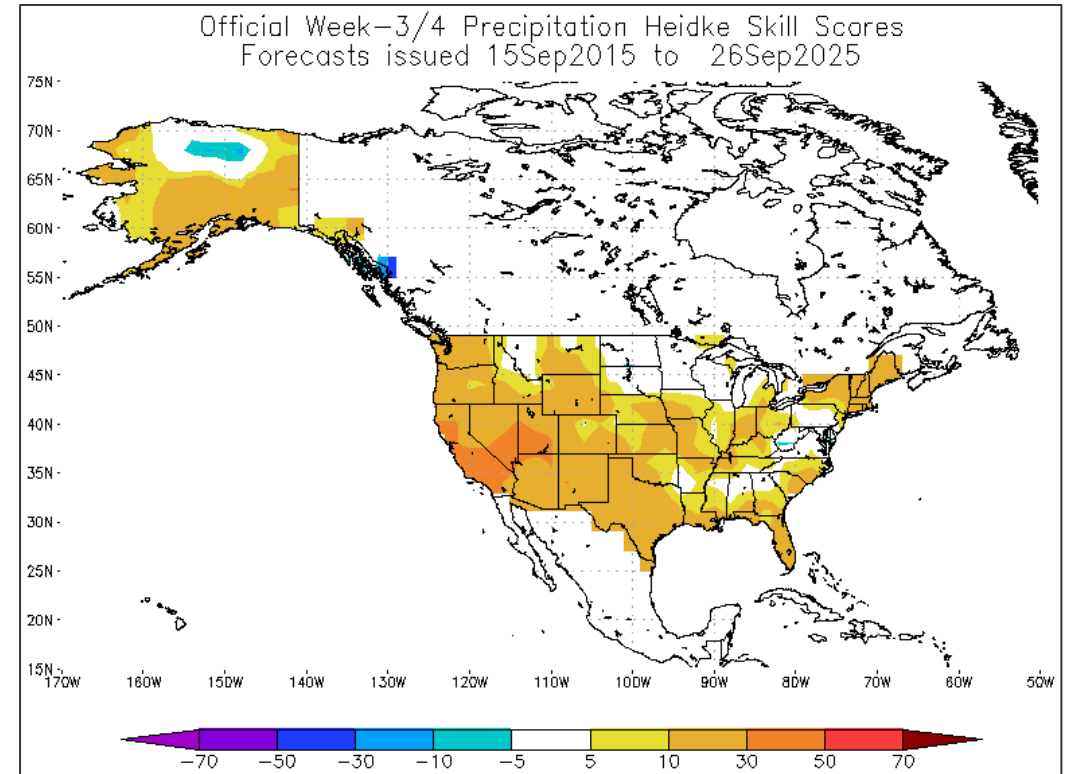 Official Week-3/4 Precipitation Heidke Skill Scores
Forecasts issued 15Sep2015 to 26Sep2025
75N
70N
65N
60N
55N
50N
45N
40N
35N
30N
25N
20N
15N
170W 160W 150W 140W 130W 120W 110W 100W 90W 80W 70W 60W 50W
-70 -50 -30 -10 -5 5 10 30 50 70